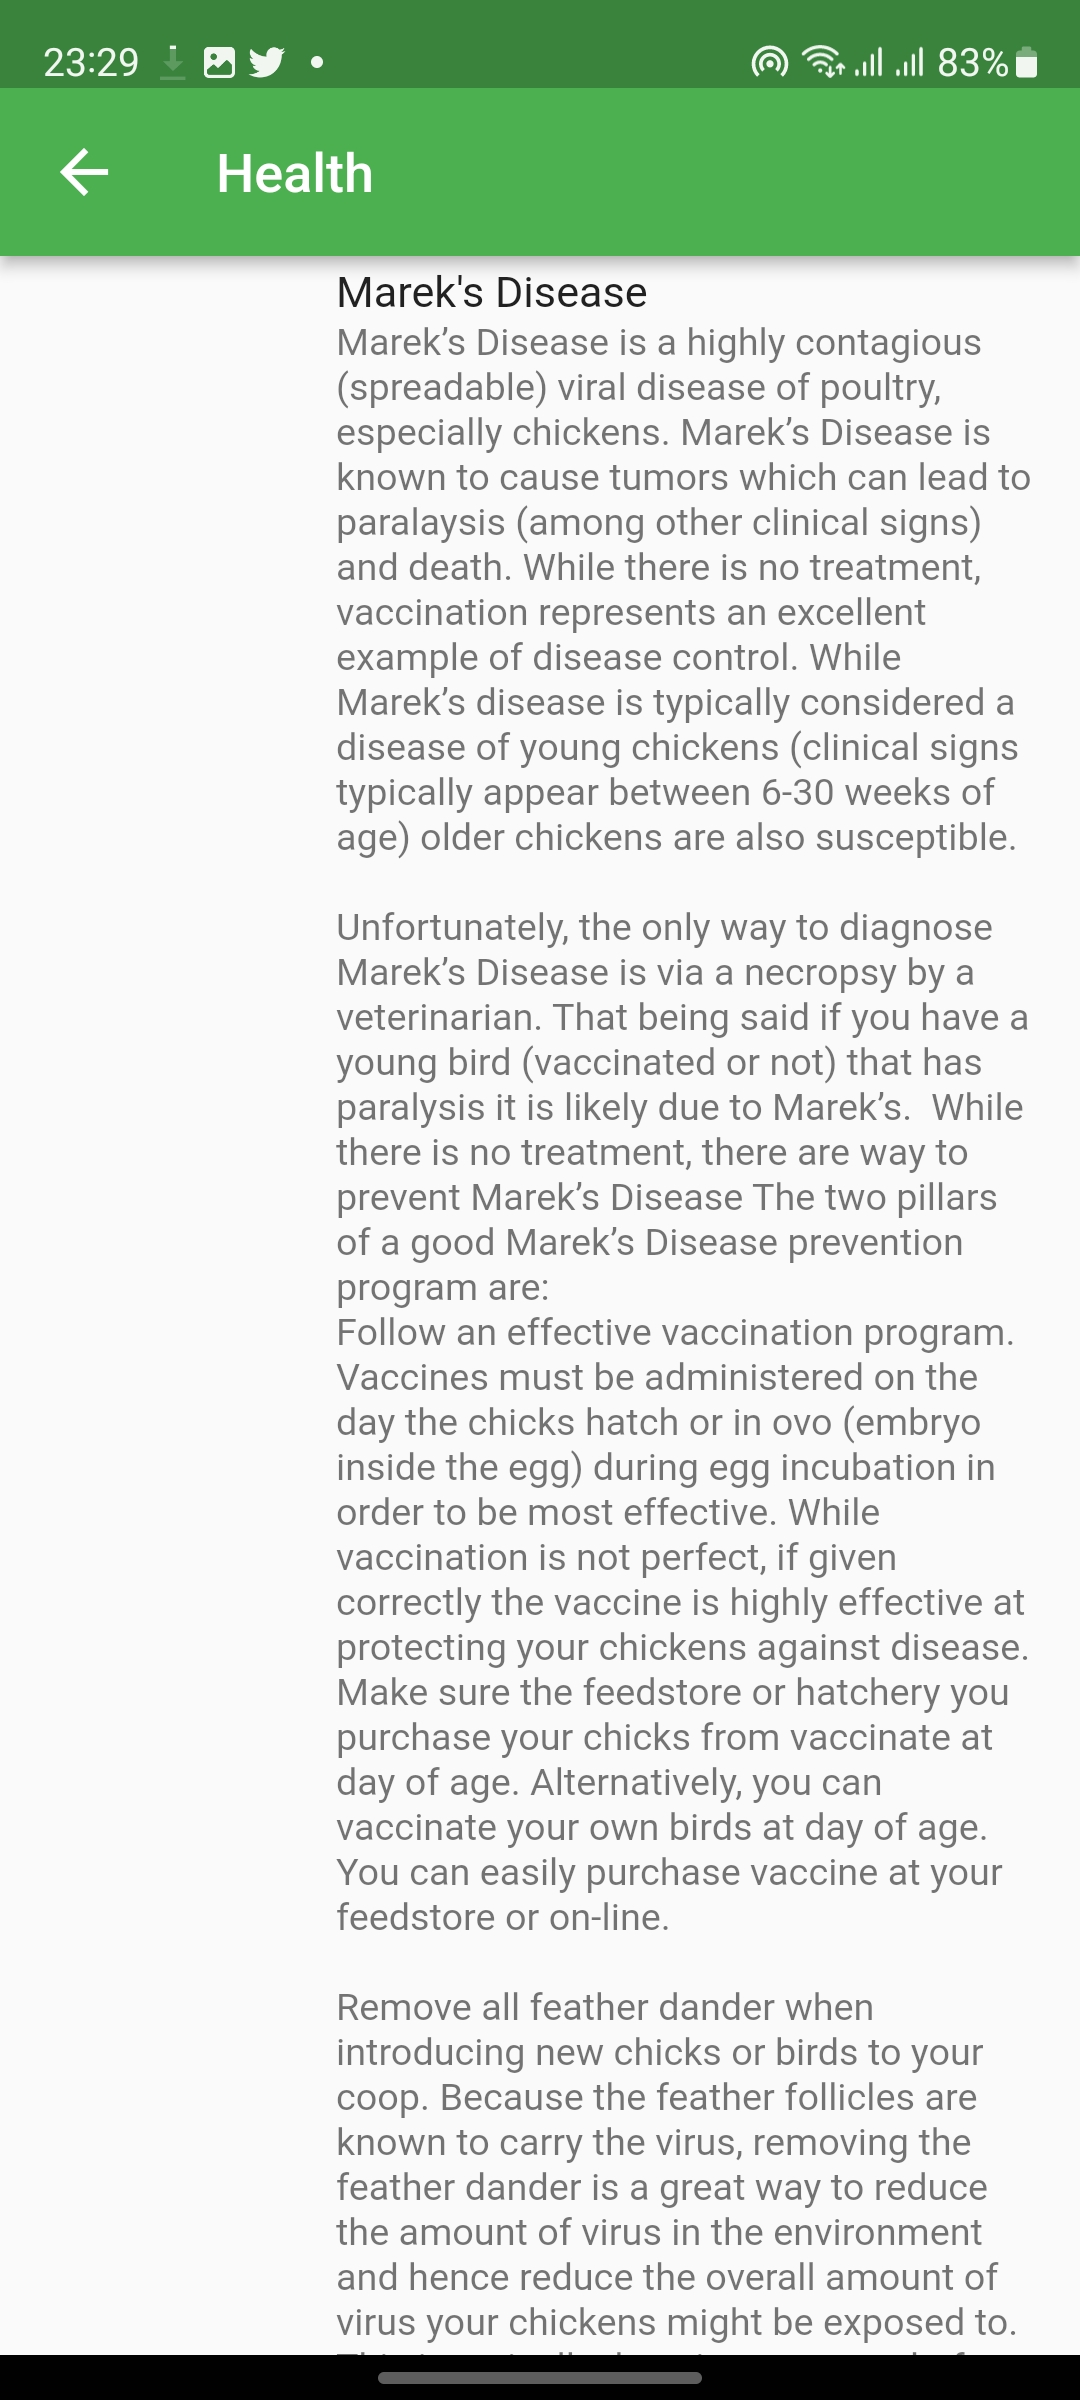 23:29
83%
Health
Marek's Disease
Marek’s Disease is a highly contagious
(spreadable) viral disease of poultry,
especially chickens. Marek’s Disease is
known to cause tumors which can lead to
paralaysis (among other clinical signs)
and death. While there is no treatment,
vaccination represents an excellent
example of disease control. While
Marek’s disease is typically considered a
disease of young chickens (clinical signs
typically appear between 6-30 weeks of
age) older chickens are also susceptible.
Unfortunately, the only way to diagnose
Marek’s Disease is via a necropsy by a
veterinarian. That being said if you have a
young bird (vaccinated or not) that has
paralysis it is likely due to Marek’s.  While
there is no treatment, there are way to
prevent Marek’s Disease The two pillars
of a good Marek’s Disease prevention
program are:
Follow an effective vaccination program.
Vaccines must be administered on the
day the chicks hatch or in ovo (embryo
inside the egg) during egg incubation in
order to be most effective. While
vaccination is not perfect, if given
correctly the vaccine is highly effective at
protecting your chickens against disease.
Make sure the feedstore or hatchery you
purchase your chicks from vaccinate at
day of age. Alternatively, you can
vaccinate your own birds at day of age.
You can easily purchase vaccine at your
feedstore or on-line.
Remove all feather dander when
introducing new chicks or birds to your
coop. Because the feather follicles are
known to carry the virus, removing the
feather dander is a great way to reduce
the amount of virus in the environment
and hence reduce the overall amount of
virus your chickens might be exposed to.